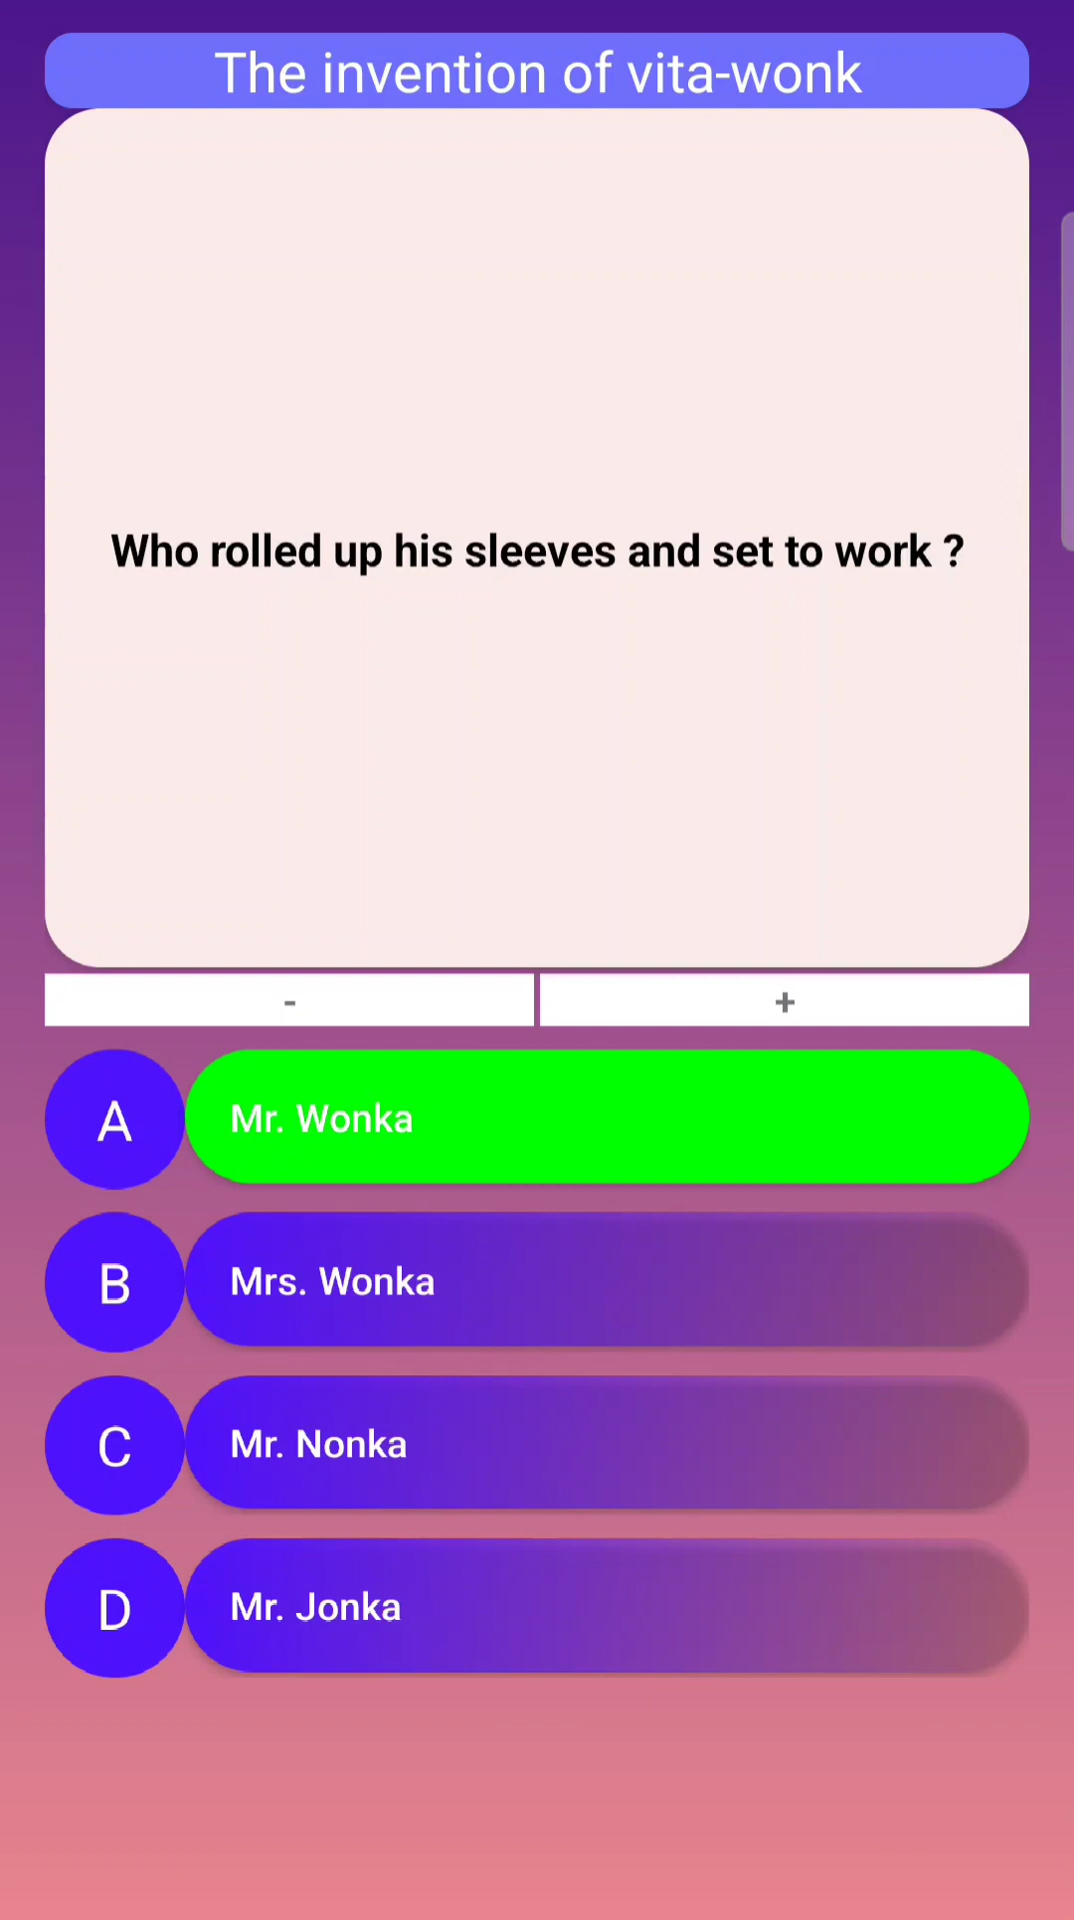 The invention of vita-wonk
Who rolled up his sleeves and set to work ?
- +
A Mr. Wonka
B Mrs. Wonka
C Mr. Nonka
D Mr. Jonka